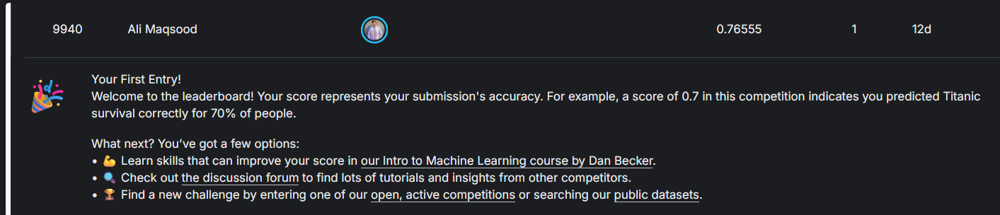 9940 Ali Maqsood 0.76555 1 12d
Your First Entry!
Welcome to the leaderboard! Your score represents your submission's accuracy. For example, a score of 0.7 in this competition indicates you predicted Titanic
survival correctly for 70% of people.
What next? You’ve got a few options:
• 💪 Learn skills that can improve your score in our Intro to Machine Learning course by Dan Becker.
• 🔍 Check out the discussion forum to find lots of tutorials and insights from other competitors.
• 🏆 Find a new challenge by entering one of our open, active competitions or searching our public datasets.